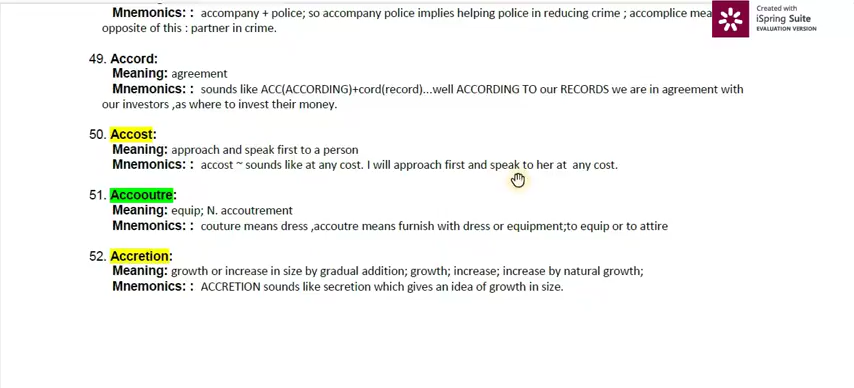 Mnemonics: : accompany + police; so accompany police implies helping police in reducing crime ; accomplice mea
opposite of this : partner in crime.
Created with
iSpring Suite
EVALUATION VERSION
49. Accord:
Meaning: agreement
Mnemonics: : sounds like ACC(ACCORDING)+cord(record)...well ACCORDING TO our RECORDS we are in agreement with
our investors ,as where to invest their money.
50. Accost:
Meaning: approach and speak first to a person
Mnemonics: : accost ~ sounds like at any cost. I will approach first and speak to her at any cost.
51. Accooutre:
Meaning: equip; N. accoutrement
Mnemonics: : couture means dress ,accoutre means furnish with dress or equipment;to equip or to attire
52. Accretion:
Meaning: growth or increase in size by gradual addition; growth; increase; increase by natural growth;
Mnemonics: : ACCRETION sounds like secretion which gives an idea of growth in size.